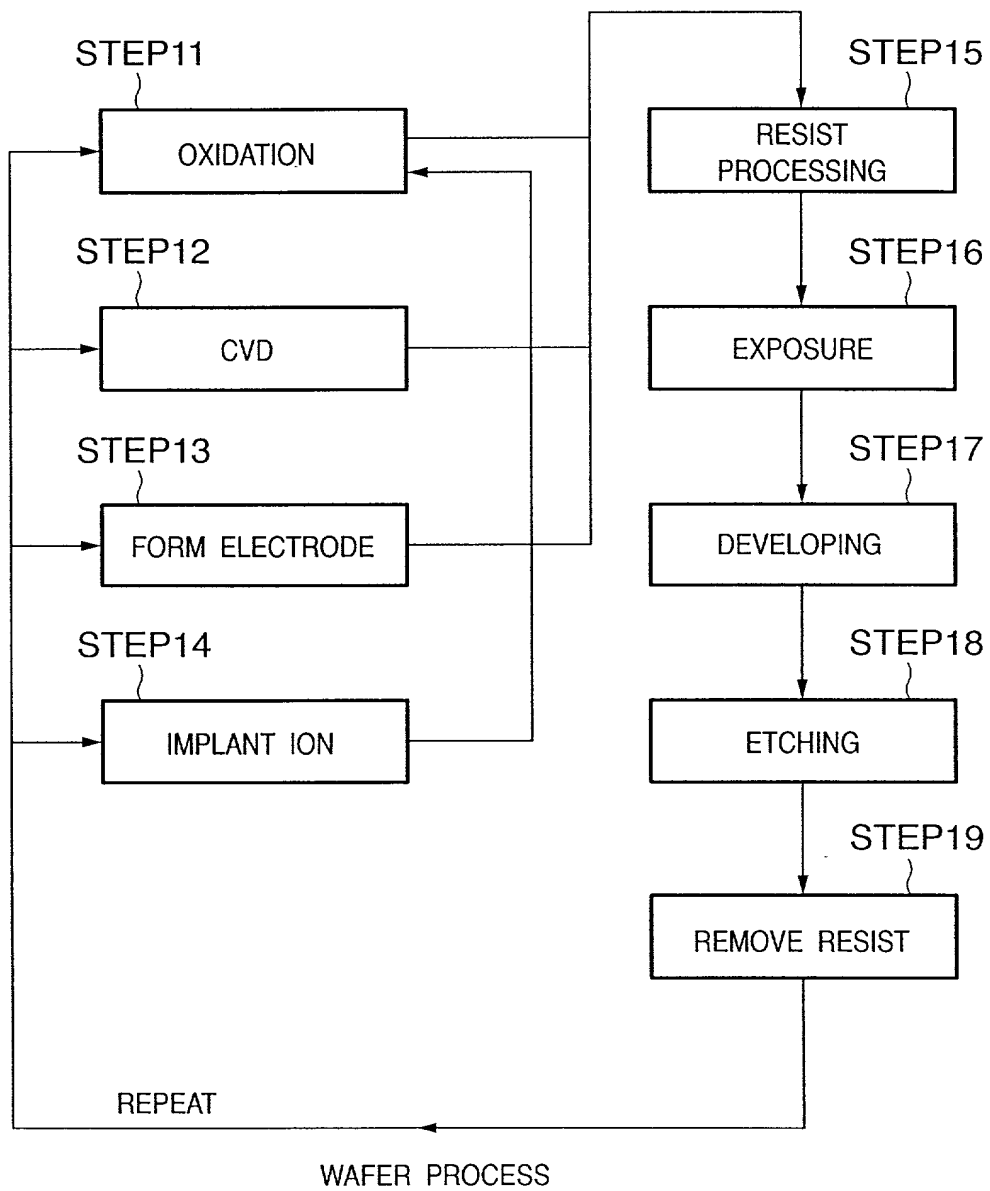 STEP11
OXIDATION
STEP12
CVD
STEP13
FORM ELECTRODE
STEP14
IMPLANT ION
STEP15
RESIST
PROCESSING
STEP16
EXPOSURE
STEP17
DEVELOPING
STEP18
ETCHING
STEP19
REMOVE RESIST
REPEAT
WAFER PROCESS